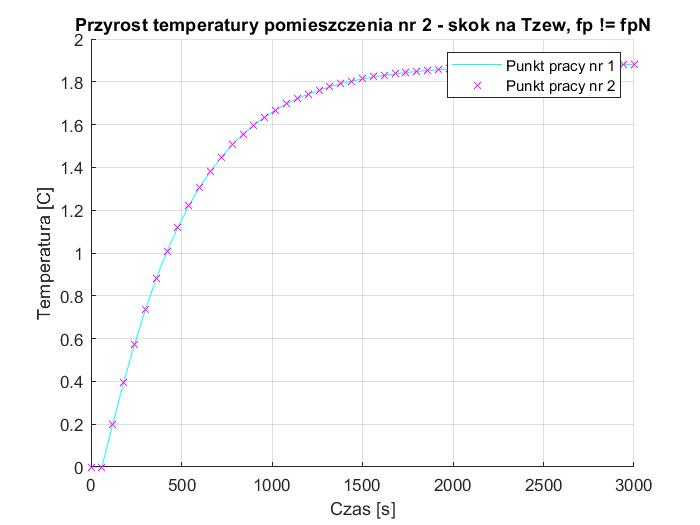 Przyrost temperatury pomieszczenia nr 2 - skok na Tzew, fp != fpN
2
1.8
1.6
1.4
1.2
1
0.8
0.6
0.4
0.2
0
Temperatura [C]
Punkt pracy nr 1
Punkt pracy nr 2
0 500 1000 1500 2000 2500 3000
Czas [s]